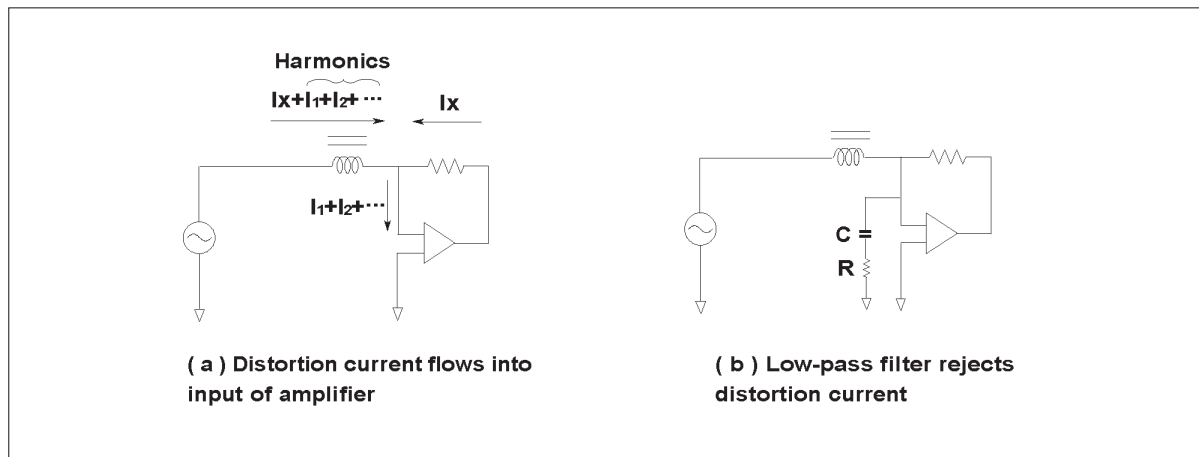 Harmonics
Ix+I1+I2+ ···
Ix
I1+I2+ ···
( a ) Distortion current flows into
input of amplifier
C
R
( b ) Low-pass filter rejects
distortion current